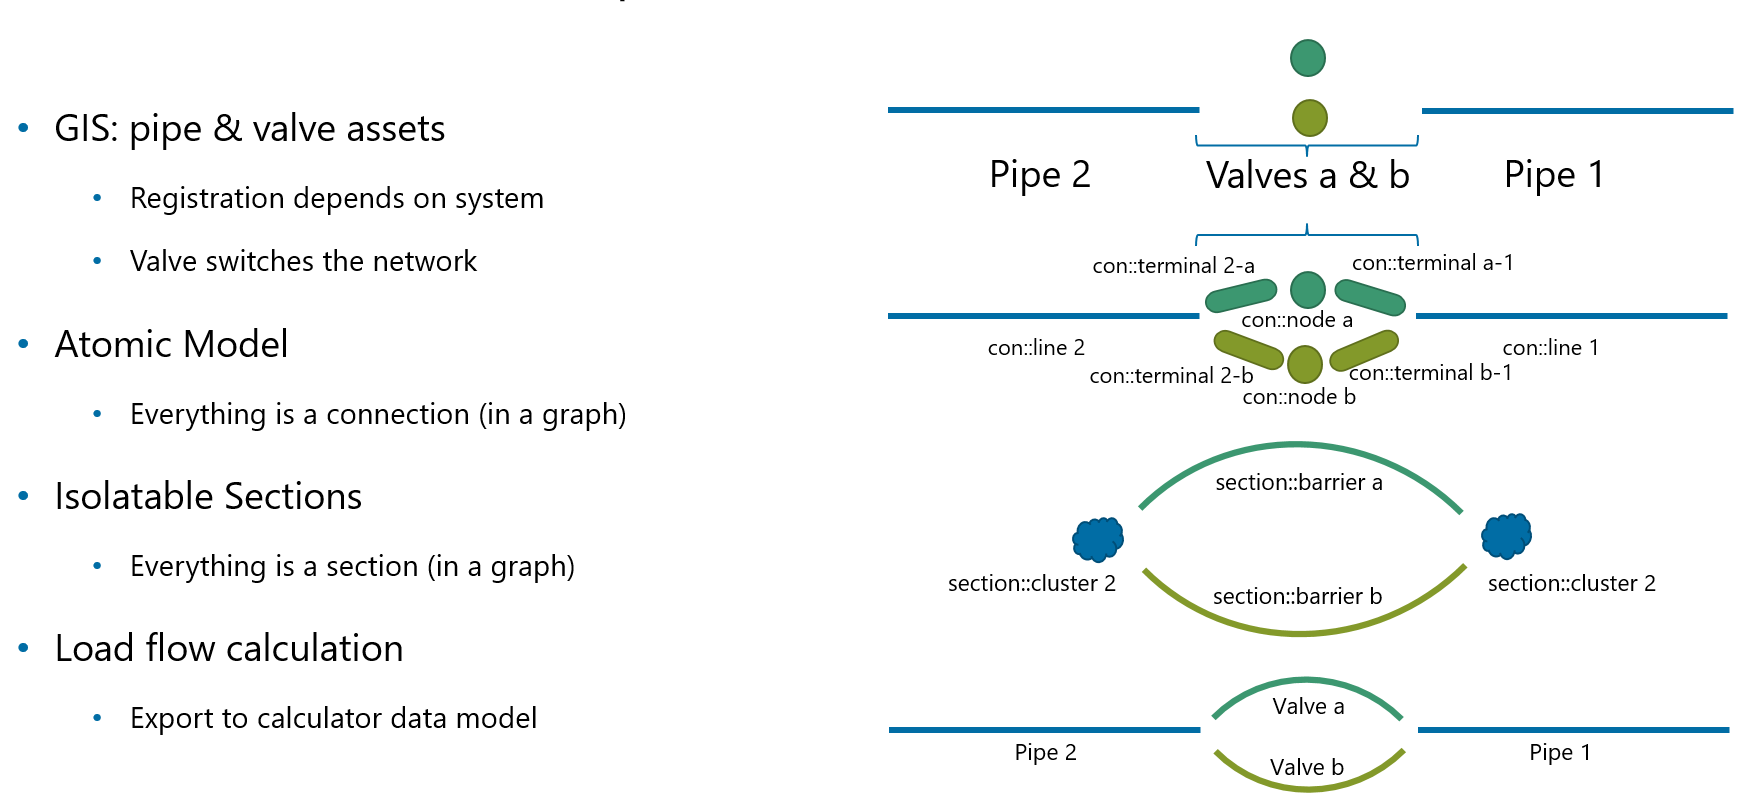 • GIS: pipe & valve assets
• Registration depends on system
• Valve switches the network
• Atomic Model
• Everything is a connection (in a graph)
• Isolatable Sections
• Everything is a section (in a graph)
• Load flow calculation
• Export to calculator data model
Pipe 2
Valves a & b
Pipe 1
con::terminal 2-a
con::terminal a-1
con::node a
con::line 2
con::line 1
con::terminal 2-b
con::terminal b-1
con::node b
section::barrier a
section::cluster 2
section::cluster 2
section::barrier b
Valve a
Pipe 2
Pipe 1
Valve b